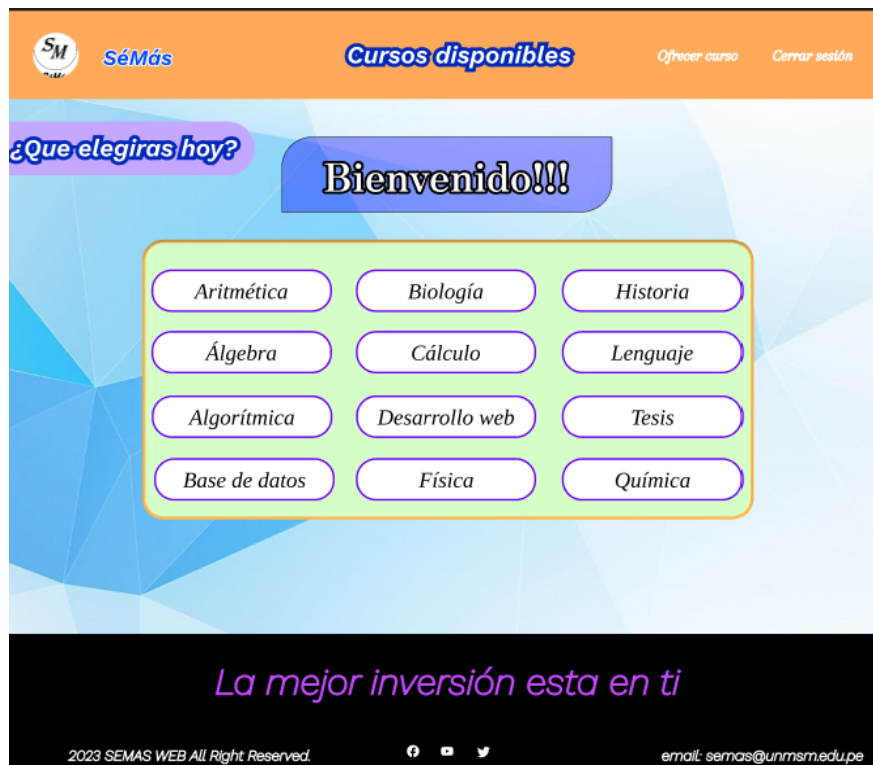 SM
SéMás
Cursos disponibles
Ofrecer curso
Cerrar sesión
¿Que elegiras hoy?
Bienvenido!!!
Aritmética
Biología
Historia
Álgebra
Cálculo
Lenguaje
Algorítmica
Desarrollo web
Tesis
Base de datos
Física
Química
La mejor inversión esta en ti
2023 SEMAS WEB All Right Reserved.
email: semas@unmsm.edu.pe